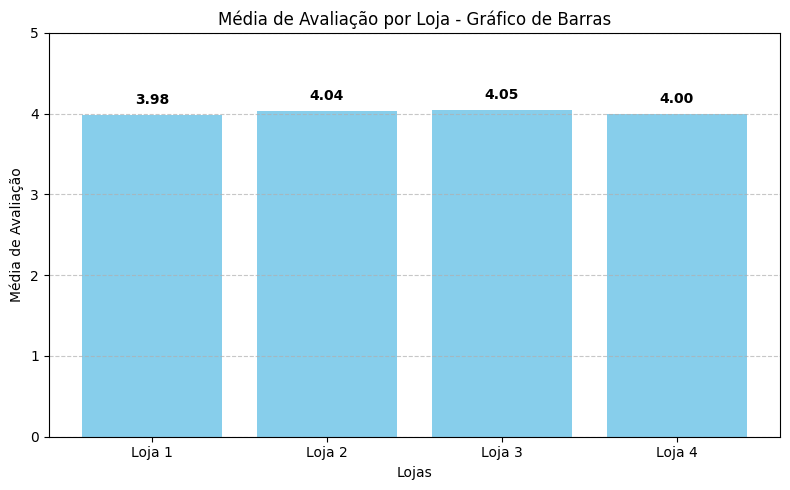 Média de Avaliação por Loja - Gráfico de Barras
5
4
3
2
1
0
Média de Avaliação
3.98
4.04
4.05
4.00
Loja 1
Loja 2
Loja 3
Loja 4
Lojas